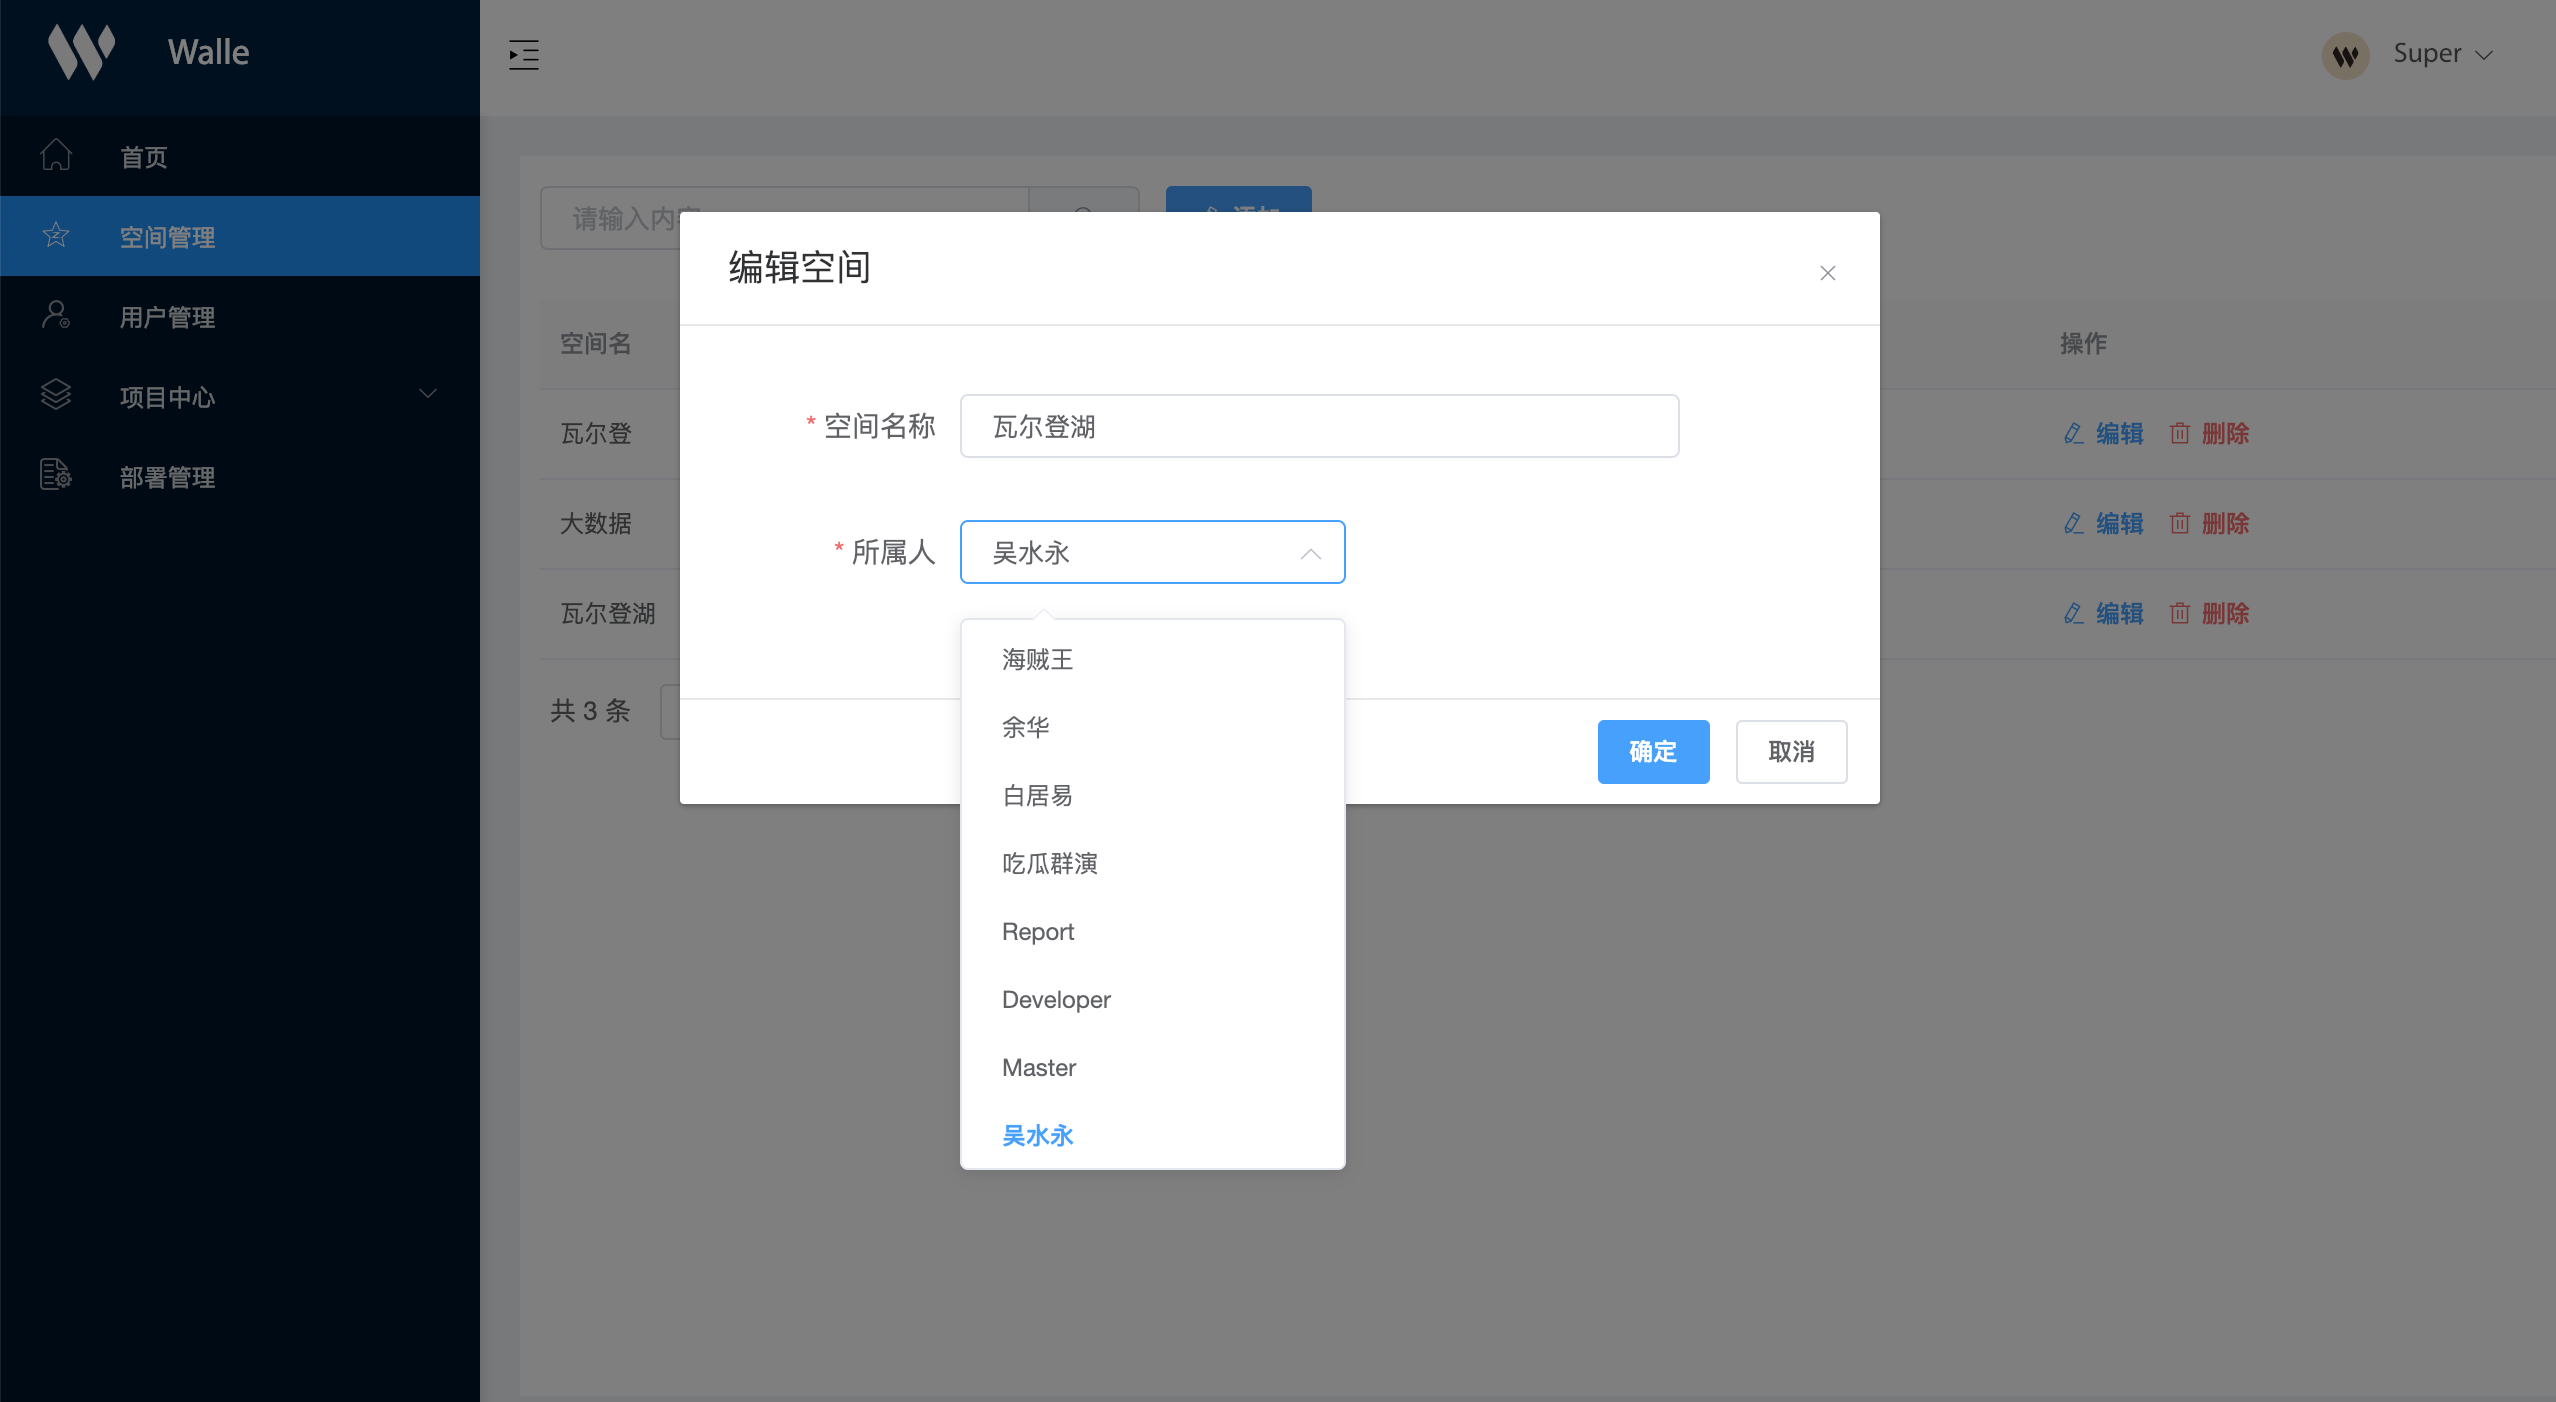 Walle
Super
首页
空间管理
用户管理
项目中心
部署管理
请输入内
编辑空间
空间名
操作
* 空间名称 瓦尔登湖
瓦尔登
编辑 删除
* 所属人 吴水永
大数据
编辑 删除
瓦尔登湖
编辑 删除
共 3 条
海贼王
余华
白居易
吃瓜群演
Report
Developer
Master
吴水永
确定 取消